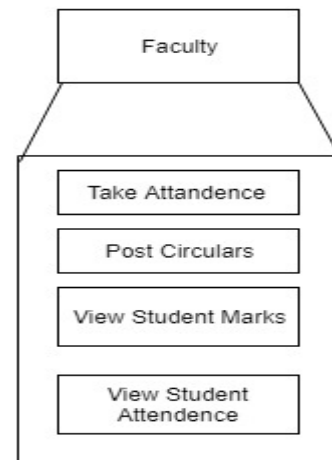 Faculty
Take Attandence
Post Circulars
View Student Marks
View Student
Attendence